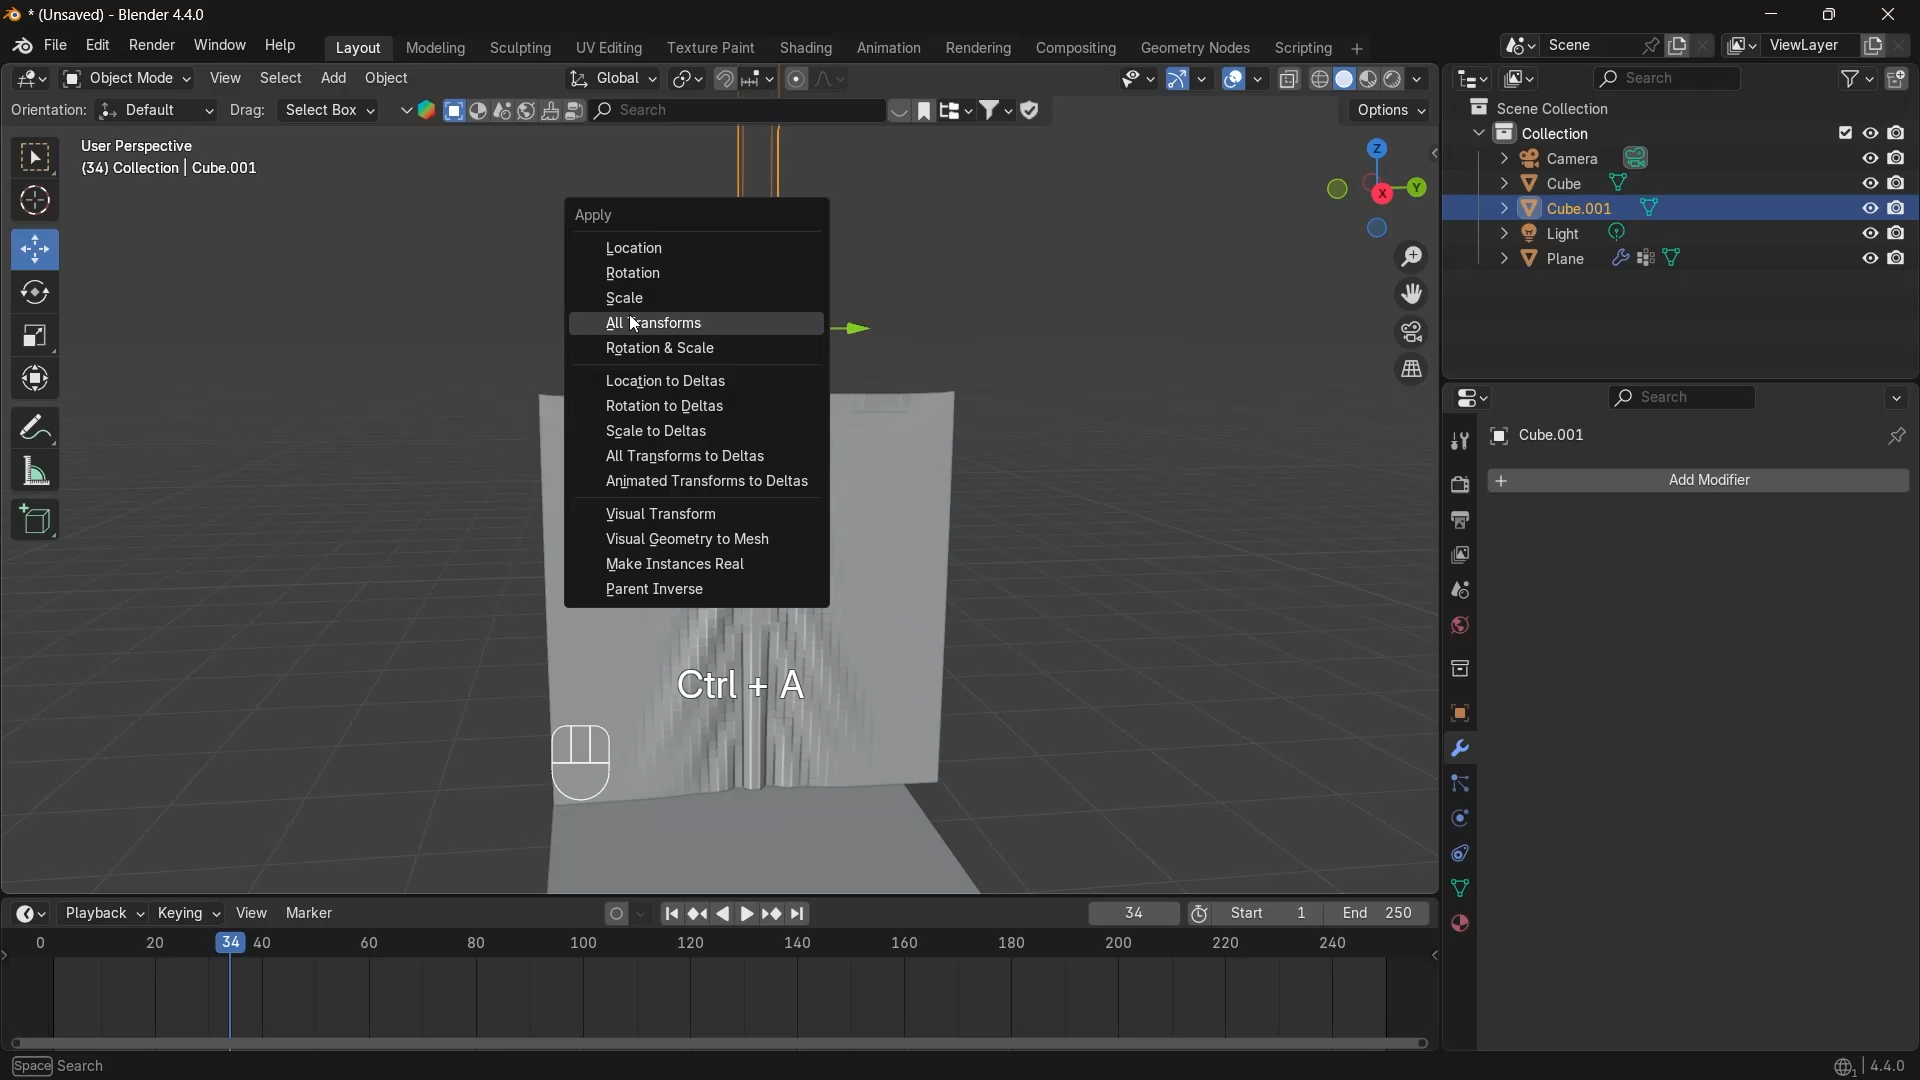 * (Unsaved) - Blender 4.4.0
File Edit Render Window Help
Layout Modeling Sculpting UV Editing Texture Paint Shading Animation Rendering Compositing Geometry Nodes Scripting
Scene
ViewLayer
Object Mode View Select Add Object
Global
Search
Orientation: Default Drag: Select Box
Search
Options
User Perspective
(34) Collection | Cube.001
Z
Y
X
Scene Collection
Collection
Camera
Cube
Cube.001
Light
Plane
Apply
Location
Rotation
Scale
All Transforms
Rotation & Scale
Location to Deltas
Rotation to Deltas
Scale to Deltas
All Transforms to Deltas
Animated Transforms to Deltas
Visual Transform
Visual Geometry to Mesh
Make Instances Real
Parent Inverse
Search
Cube.001
Add Modifier
Ctrl + A
Playback Keying View Marker
34
Start 1
End 250
0 20 34 40 60 80 100 120 140 160 180 200 220 240
Space Search
4.4.0